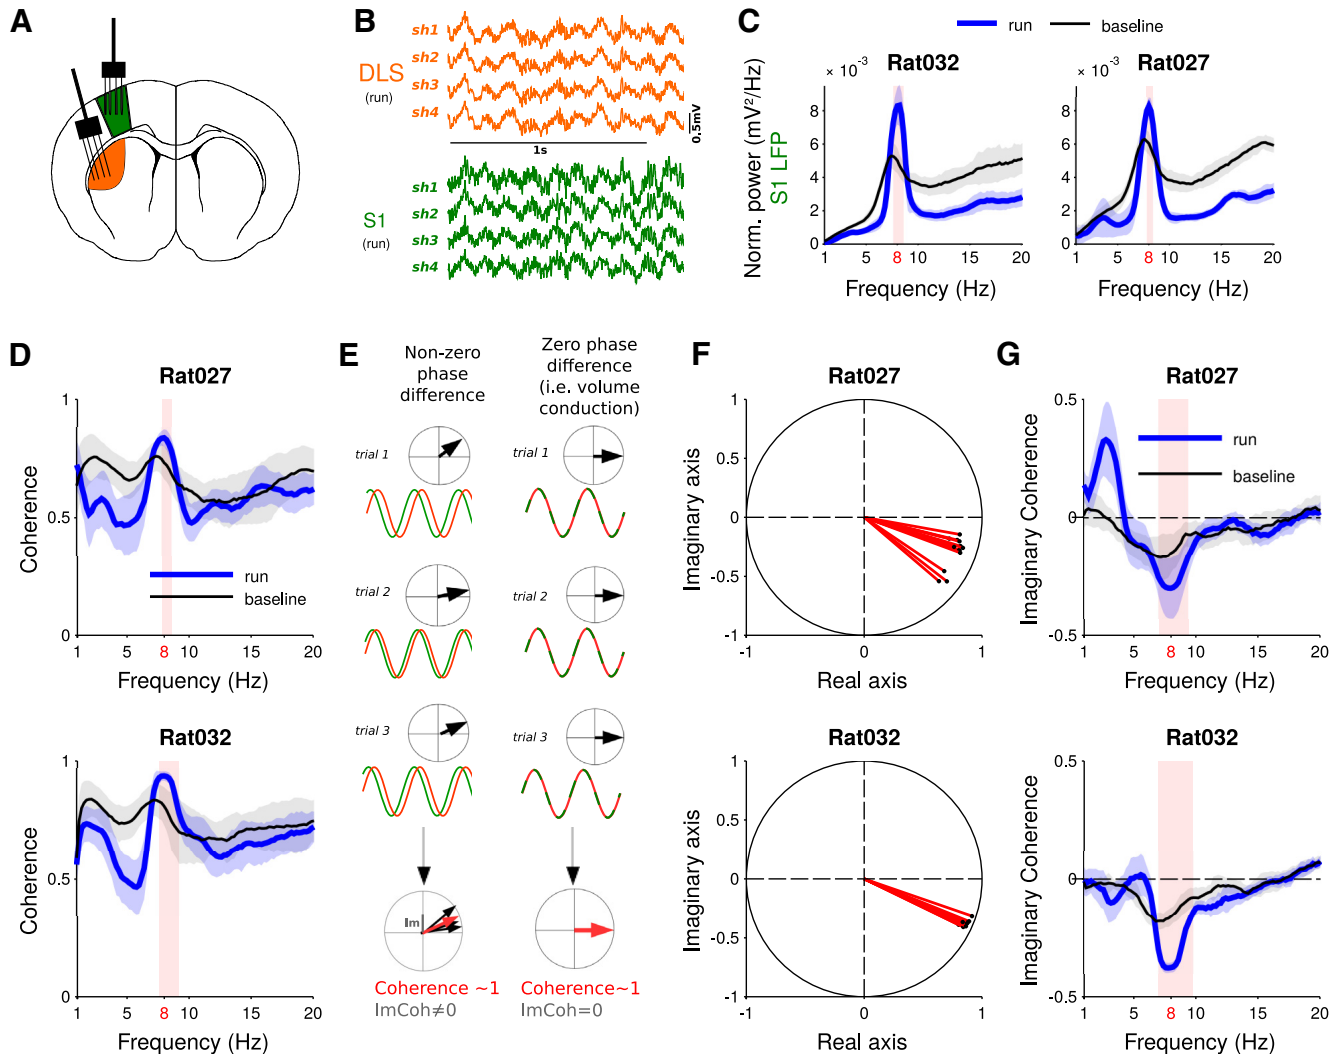 A
B
DLS
(run)
sh1
sh2
sh3
sh4
0.5mV
1s
S1
(run)
sh1
sh2
sh3
sh4
C
run
baseline
Rat032
× 10⁻³
Norm. power (mV²/Hz)
S1 LFP
8
6
4
2
0
1 5 8 10 15 20
Frequency (Hz)
Rat027
× 10⁻³
8
6
4
2
0
1 5 8 10 15 20
Frequency (Hz)
D
Rat027
Coherence
1
0.5
0
run
baseline
1 5 8 10 15 20
Frequency (Hz)
Rat032
Coherence
1
0.5
0
1 5 8 10 15 20
Frequency (Hz)
E
Non-zero
phase
difference
Zero phase
difference
(i.e. volume
conduction)
trial 1
trial 1
trial 2
trial 2
trial 3
trial 3
Im
Coherence ~1
ImCoh≠0
Coherence~1
ImCoh=0
F
Rat027
Imaginary axis
1
0.5
0
-0.5
-1
-1 0 1
Real axis
Rat032
Imaginary axis
1
0.5
0
-0.5
-1
-1 0 1
Real axis
G
Rat027
Imaginary Coherence
0.5
0
-0.5
run
baseline
1 5 8 10 15 20
Frequency (Hz)
Rat032
Imaginary Coherence
0.5
0
-0.5
1 5 8 10 15 20
Frequency (Hz)